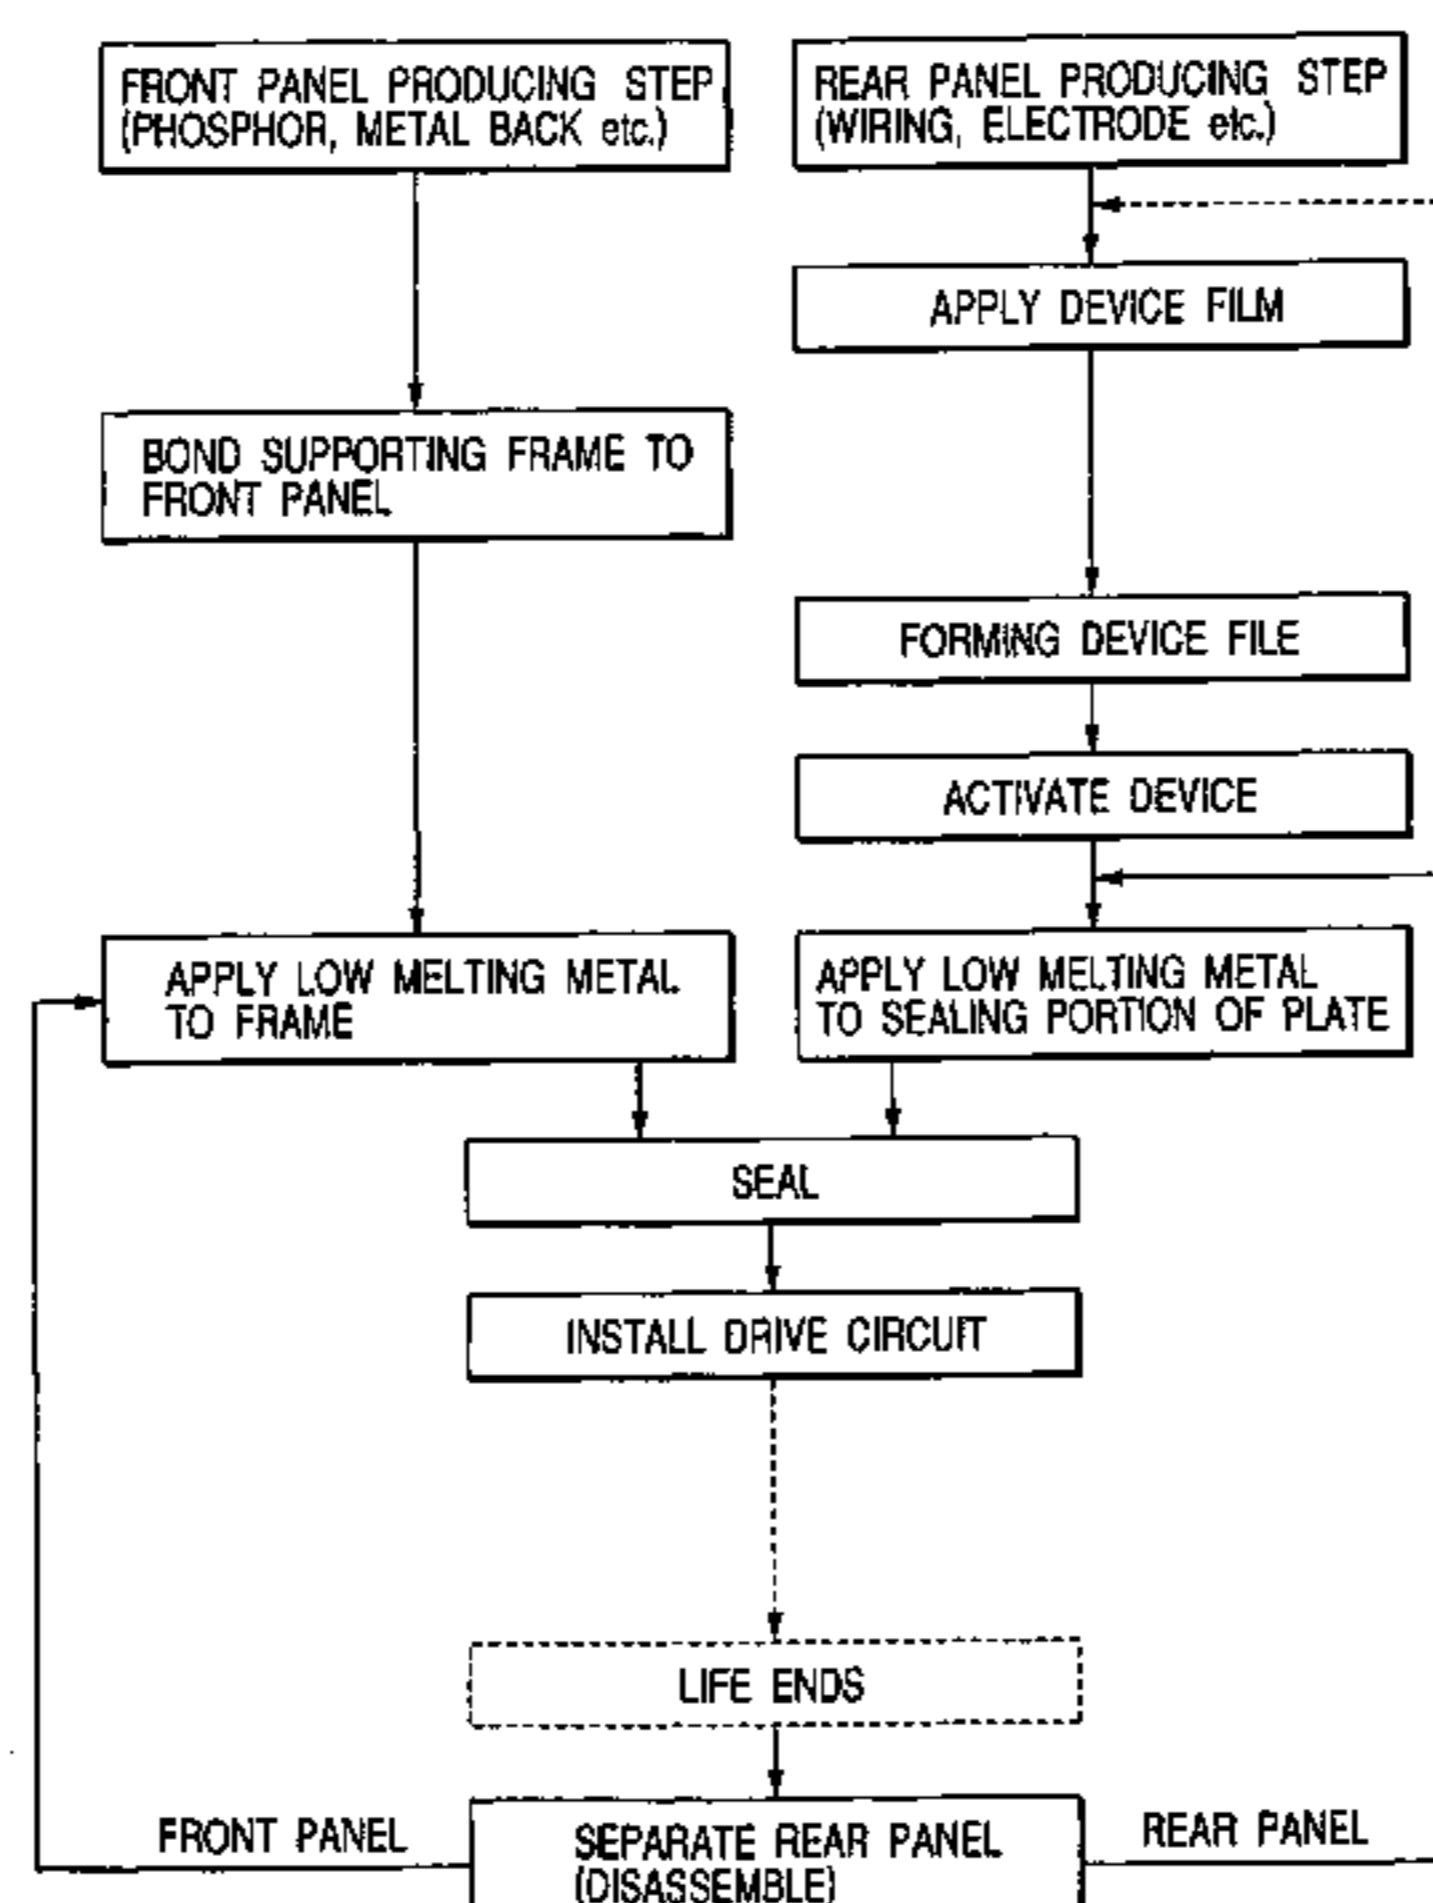 FRONT PANEL PRODUCING STEP
(PHOSPHOR, METAL BACK etc.)
REAR PANEL PRODUCING STEP
(WIRING, ELECTRODE etc.)
APPLY DEVICE FILM
BOND SUPPORTING FRAME TO
FRONT PANEL
FORMING DEVICE FILE
ACTIVATE DEVICE
APPLY LOW MELTING METAL
TO FRAME
APPLY LOW MELTING METAL
TO SEALING PORTION OF PLATE
SEAL
INSTALL DRIVE CIRCUIT
LIFE ENDS
FRONT PANEL
SEPARATE REAR PANEL
(DISASSEMBLE)
REAR PANEL